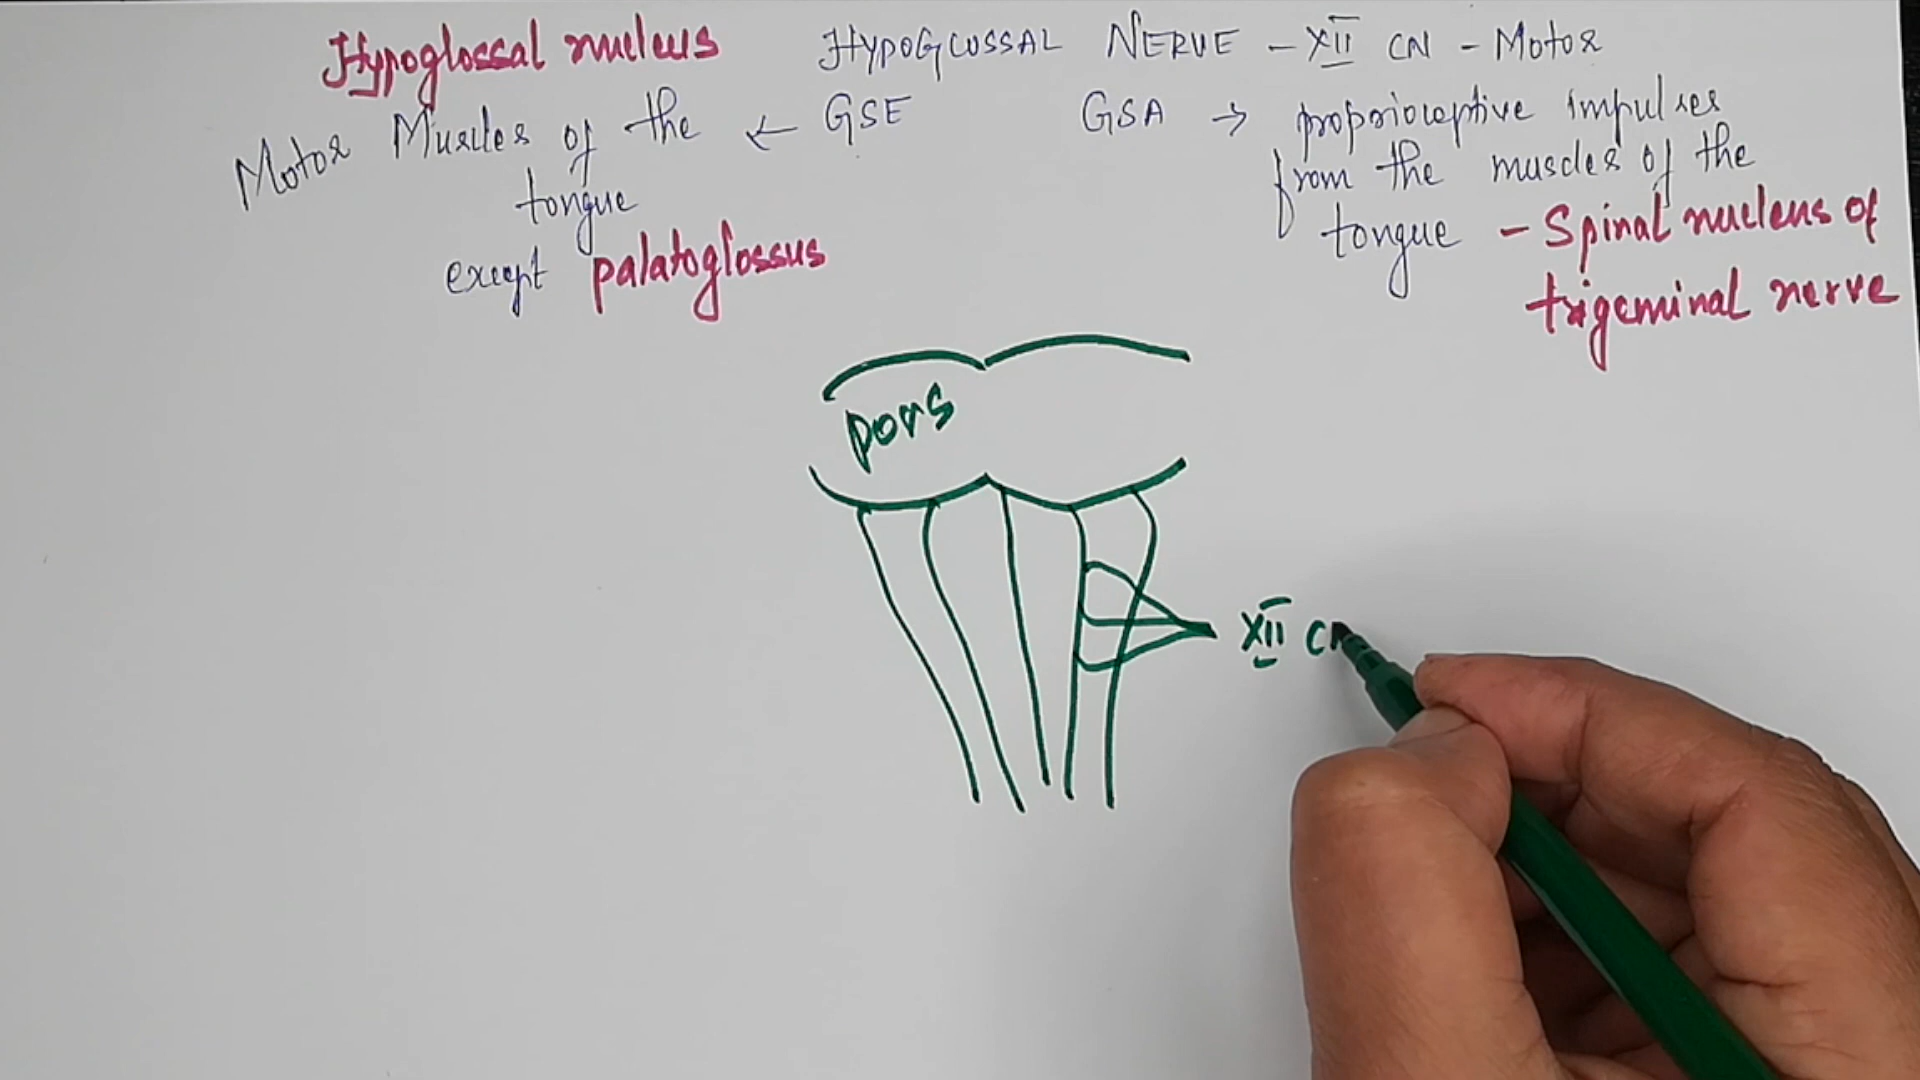 Hypoglossal nucleus HYPOGLOSSAL NERVE - XII CN - Motor
Motor Muscles of the ← GSE GSA → proprioceptive impulses
tongue from the muscles of the
except palatoglossus tongue - Spinal nucleus of
trigeminal nerve
pons
XII CN